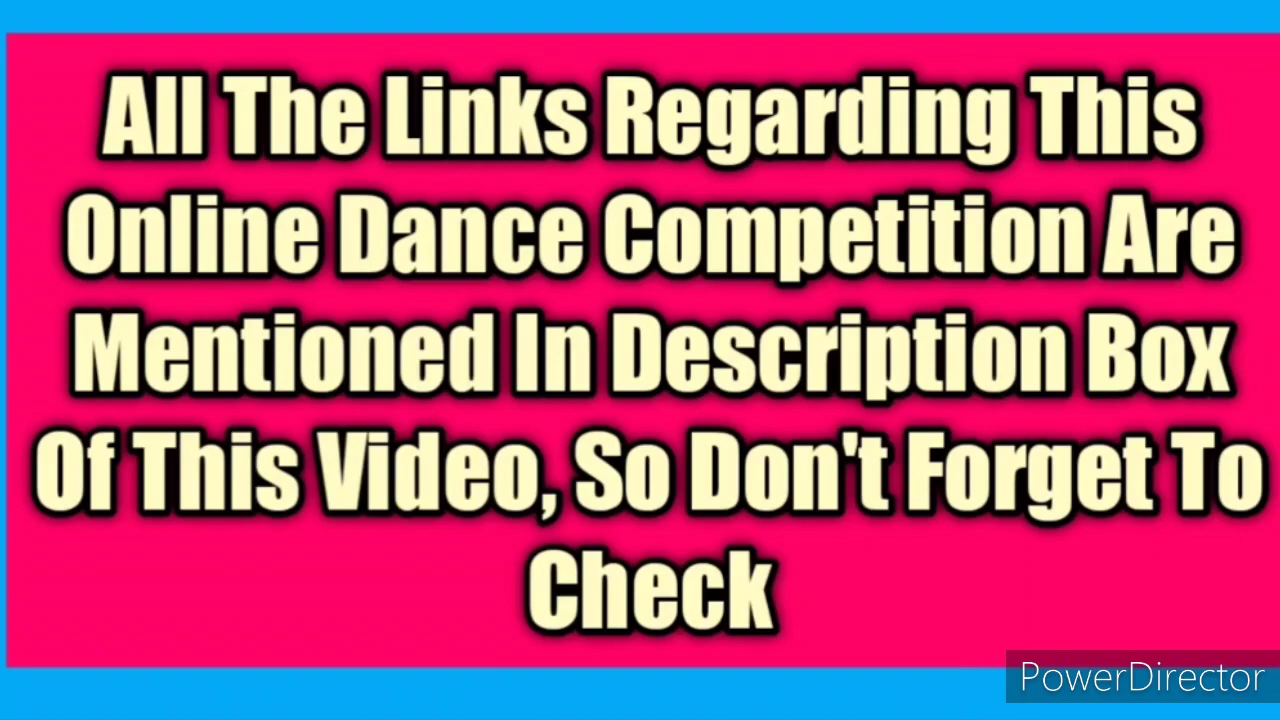 All The Links Regarding This
Online Dance Competition Are
Mentioned In Description Box
Of This Video, So Don't Forget To
Check
PowerDirector